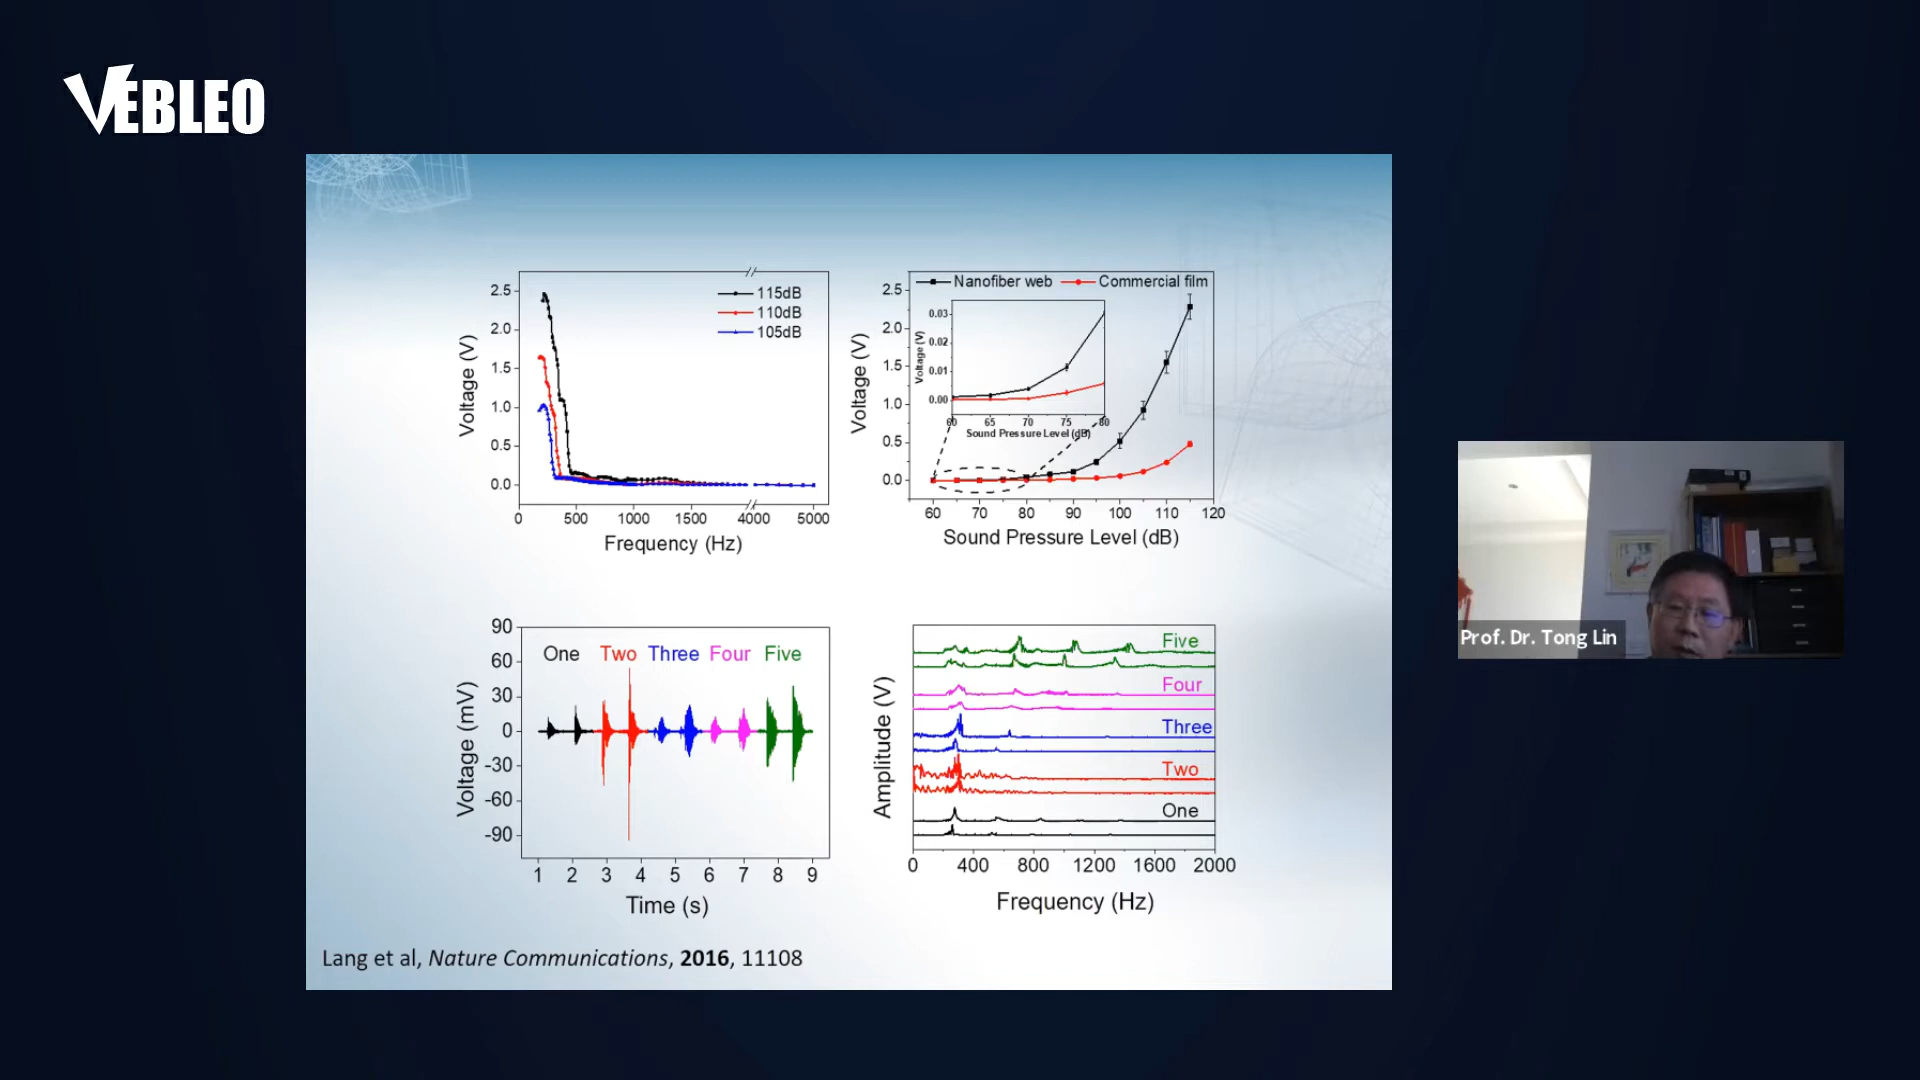 VEBLEO
2.5
2.0
1.5
1.0
0.5
0.0
Voltage (V)
115dB
110dB
105dB
0 500 1000 1500 4000 5000
Frequency (Hz)
Nanofiber web Commercial film
2.5
2.0
1.5
1.0
0.5
0.0
Voltage (V)
0.03
0.02
0.01
0.00
Voltage (V)
60 65 70 75 80
Sound Pressure Level (dB)
60 70 80 90 100 110 120
Sound Pressure Level (dB)
90
60
30
0
-30
-60
-90
Voltage (mV)
One Two Three Four Five
1 2 3 4 5 6 7 8 9
Time (s)
Amplitude (V)
Five
Four
Three
Two
One
0 400 800 1200 1600 2000
Frequency (Hz)
Lang et al, Nature Communications, 2016, 11108
Prof. Dr. Tong Lin